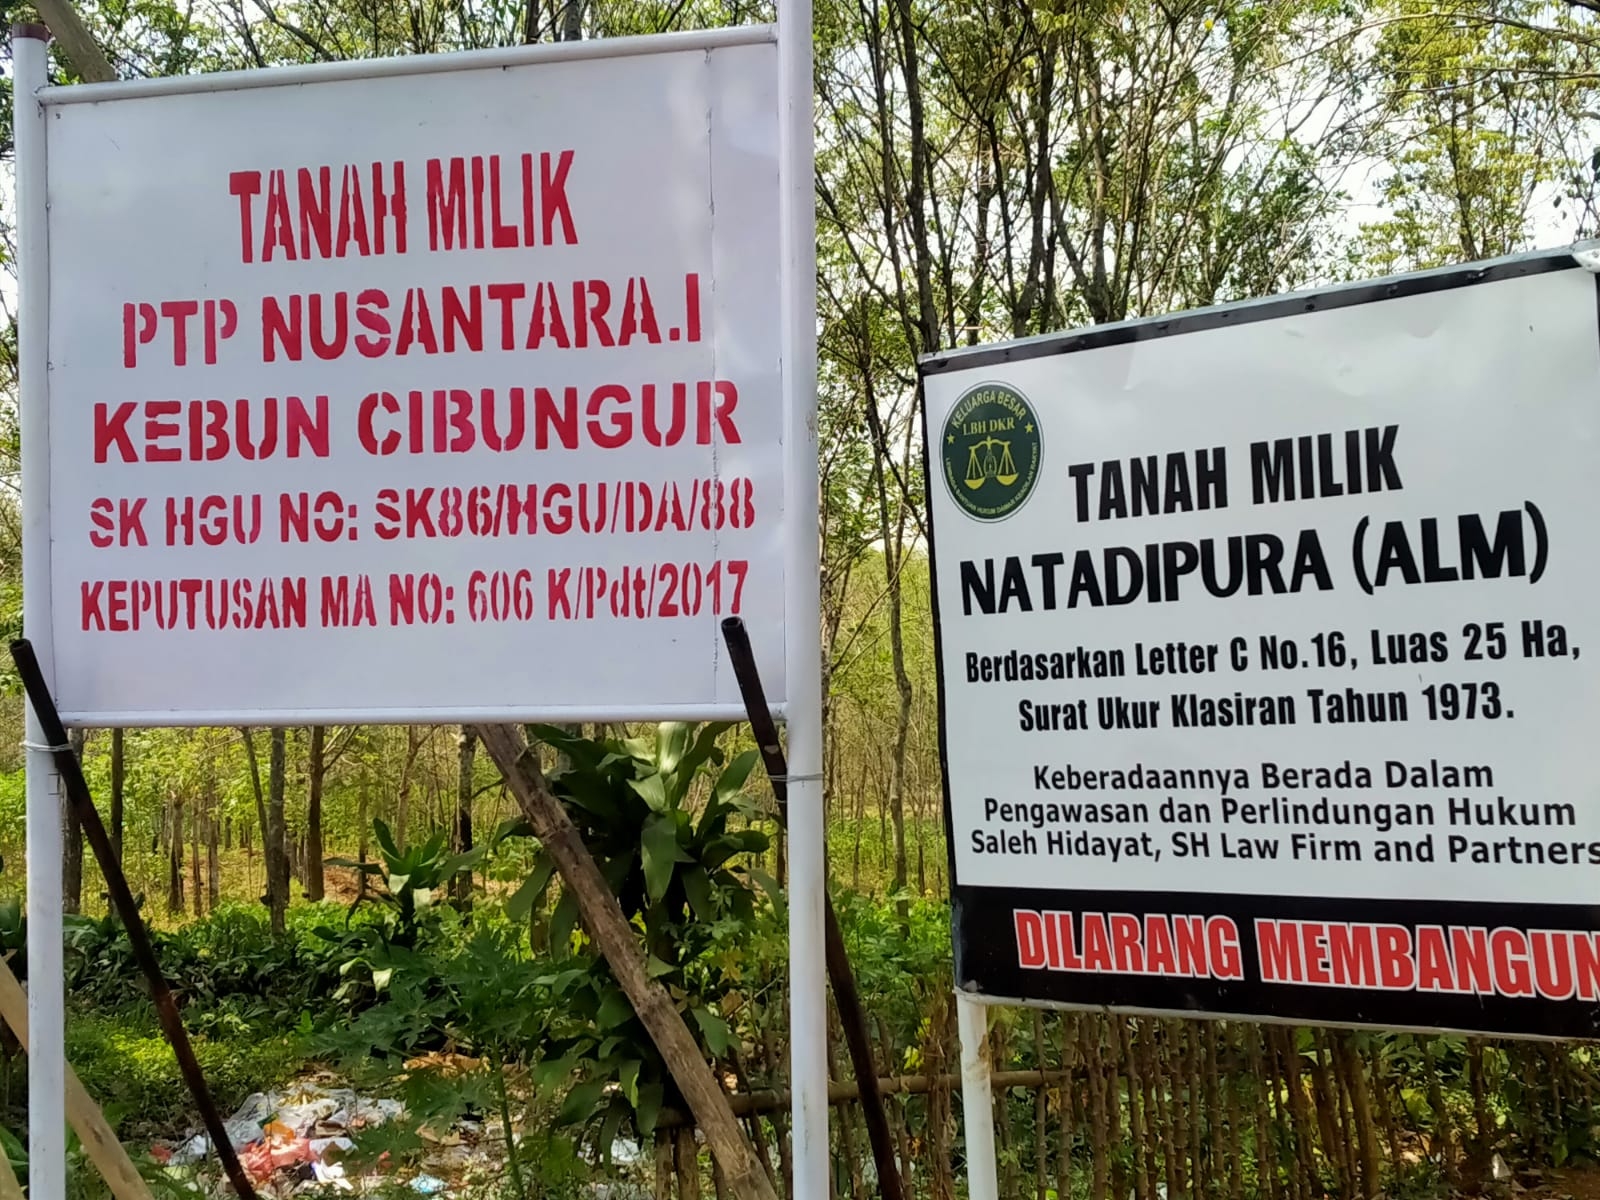 TANAH MILIK
PTP NUSANTARA.I
KEBUN CIBUNGUR
SK HGU NO: SK86/HGU/DA/88
KEPUTUSAN MA NO: 606 K/Pdt/2017
KELUARGA BESAR
LBH DKR
TANAH MILIK
NATADIPURA (ALM)
Berdasarkan Letter C No.16, Luas 25 Ha,
Surat Ukur Klasiran Tahun 1973.
Keberadaannya Berada Dalam
Pengawasan dan Perlindungan Hukum
Saleh Hidayat, SH Law Firm and Partners
DILARANG MEMBANGUN